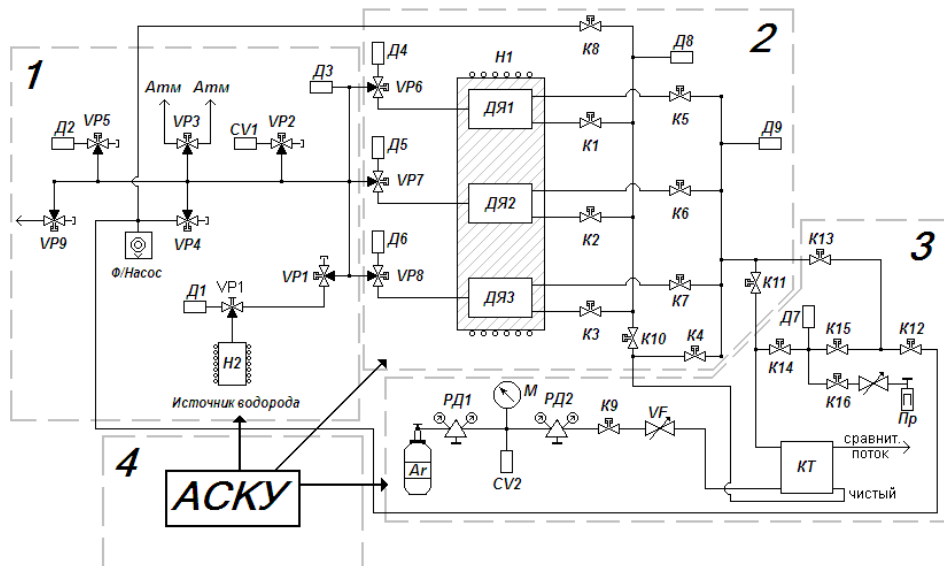 1
2
3
4
Атм
Атм
Д2
VP5
VP3
CV1
VP2
Д3
Д4
VP6
Д5
VP7
Д6
VP8
VP9
VP4
Ф/Насос
VP1
VP1
Д1
Н2
Источник водорода
Н1
ДЯ1
ДЯ2
ДЯ3
К8
Д8
К5
К1
Д9
К6
К2
К7
К3
К10
К4
К11
К13
Д7
К15
К12
К14
К16
Пр
М
РД1
РД2
К9
VF
Ar
CV2
КТ
сравнит.
поток
чистый
АСКУ